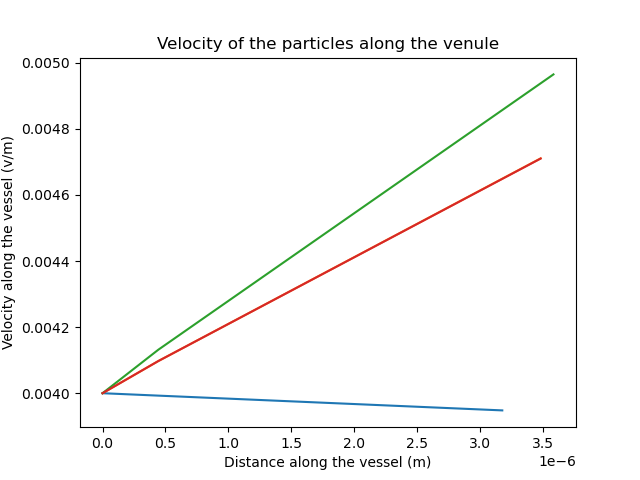 Velocity of the particles along the venule
Velocity along the vessel (v/m)
0.0050
0.0048
0.0046
0.0044
0.0042
0.0040
0.0 0.5 1.0 1.5 2.0 2.5 3.0 3.5
1e−6
Distance along the vessel (m)